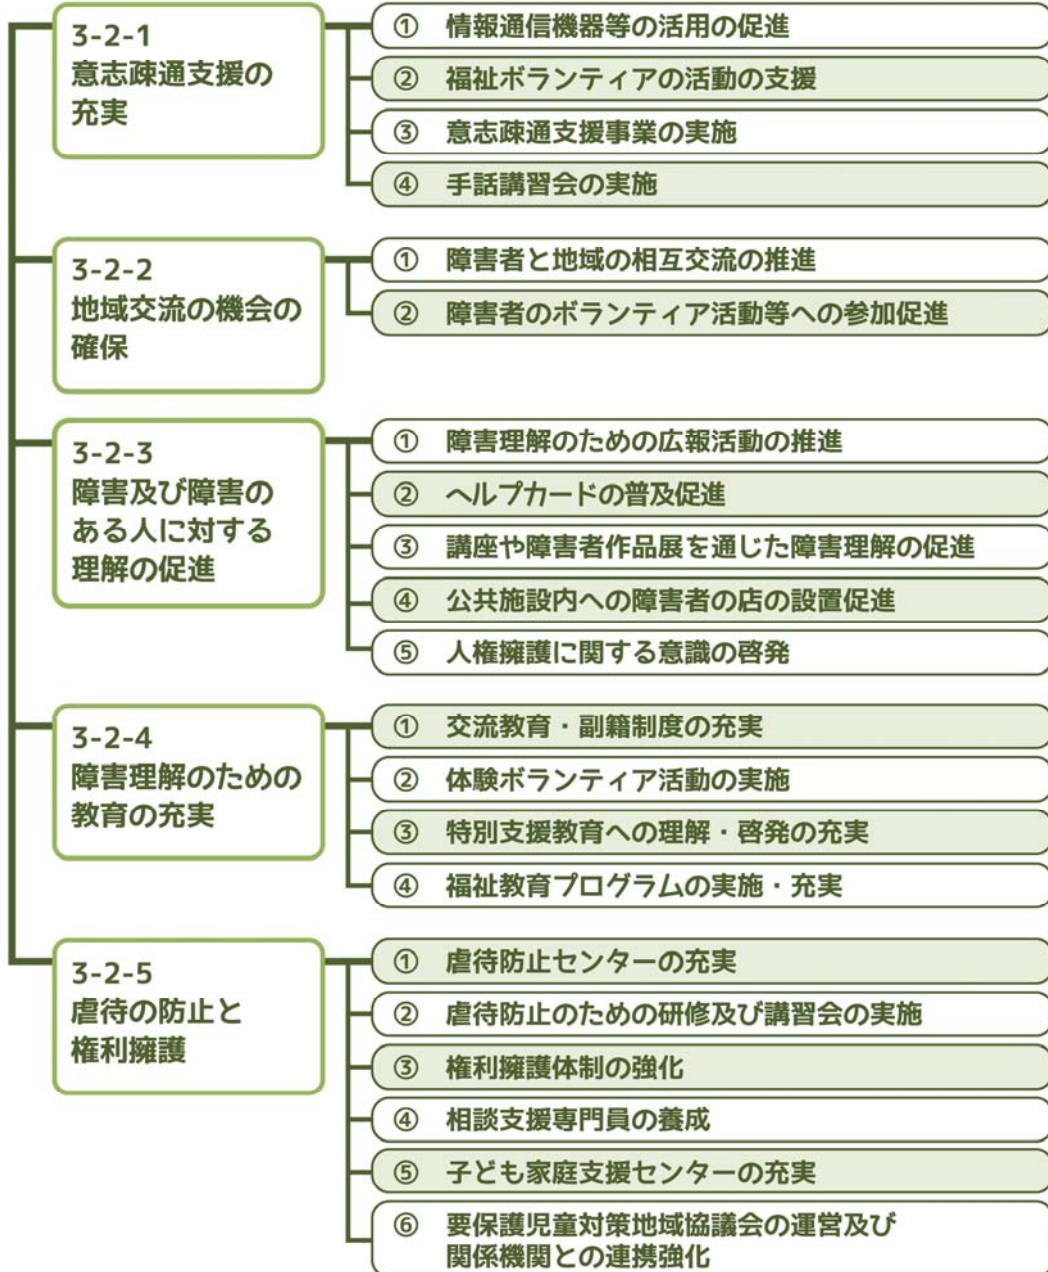 3-2-1
意志疎通支援の
充実
① 情報通信機器等の活用の促進
② 福祉ボランティアの活動の支援
③ 意志疎通支援事業の実施
④ 手話講習会の実施
3-2-2
地域交流の機会の
確保
① 障害者と地域の相互交流の推進
② 障害者のボランティア活動等への参加促進
3-2-3
障害及び障害の
ある人に対する
理解の促進
① 障害理解のための広報活動の推進
② ヘルプカードの普及促進
③ 講座や障害者作品展を通じた障害理解の促進
④ 公共施設内への障害者の店の設置促進
⑤ 人権擁護に関する意識の啓発
3-2-4
障害理解のための
教育の充実
① 交流教育・副籍制度の充実
② 体験ボランティア活動の実施
③ 特別支援教育への理解・啓発の充実
④ 福祉教育プログラムの実施・充実
3-2-5
虐待の防止と
権利擁護
① 虐待防止センターの充実
② 虐待防止のための研修及び講習会の実施
③ 権利擁護体制の強化
④ 相談支援専門員の養成
⑤ 子ども家庭支援センターの充実
⑥ 要保護児童対策地域協議会の運営及び
関係機関との連携強化